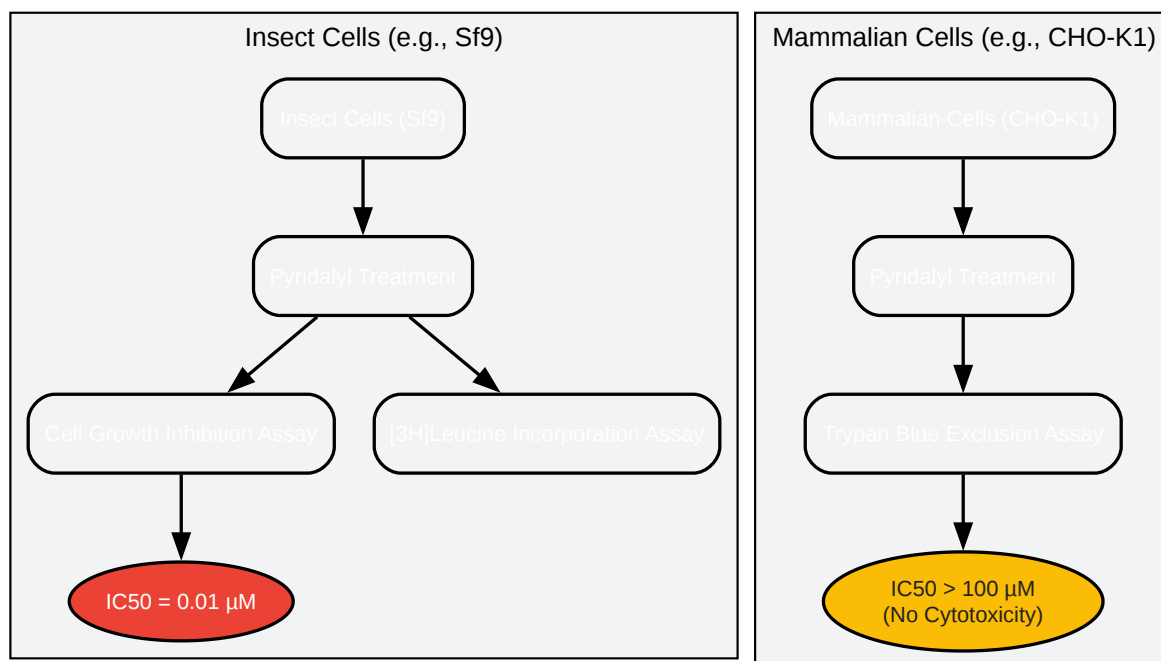 Insect Cells (e.g., Sf9)
Insect Cells (Sf9)
Pyridalyl Treatment
Cell Growth Inhibition Assay
[3H]Leucine Incorporation Assay
IC50 = 0.01 µM
Mammalian Cells (e.g., CHO-K1)
Mammalian Cells (CHO-K1)
Pyridalyl Treatment
Trypan Blue Exclusion Assay
IC50 > 100 µM
(No Cytotoxicity)